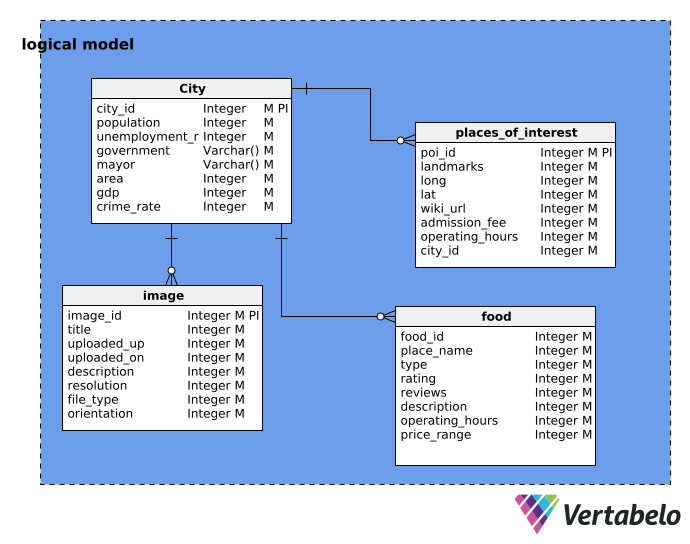 logical model
City
city_id Integer M PI
population Integer M
unemployment_r Integer M
government Varchar() M
mayor Varchar() M
area Integer M
gdp Integer M
crime_rate Integer M
places_of_interest
poi_id Integer M PI
landmarks Integer M
long Integer M
lat Integer M
wiki_url Integer M
admission_fee Integer M
operating_hours Integer M
city_id Integer M
image
image_id Integer M PI
title Integer M
uploaded_up Integer M
uploaded_on Integer M
description Integer M
resolution Integer M
file_type Integer M
orientation Integer M
food
food_id Integer M
place_name Integer M
type Integer M
rating Integer M
reviews Integer M
description Integer M
operating_hours Integer M
price_range Integer M
Vertabelo